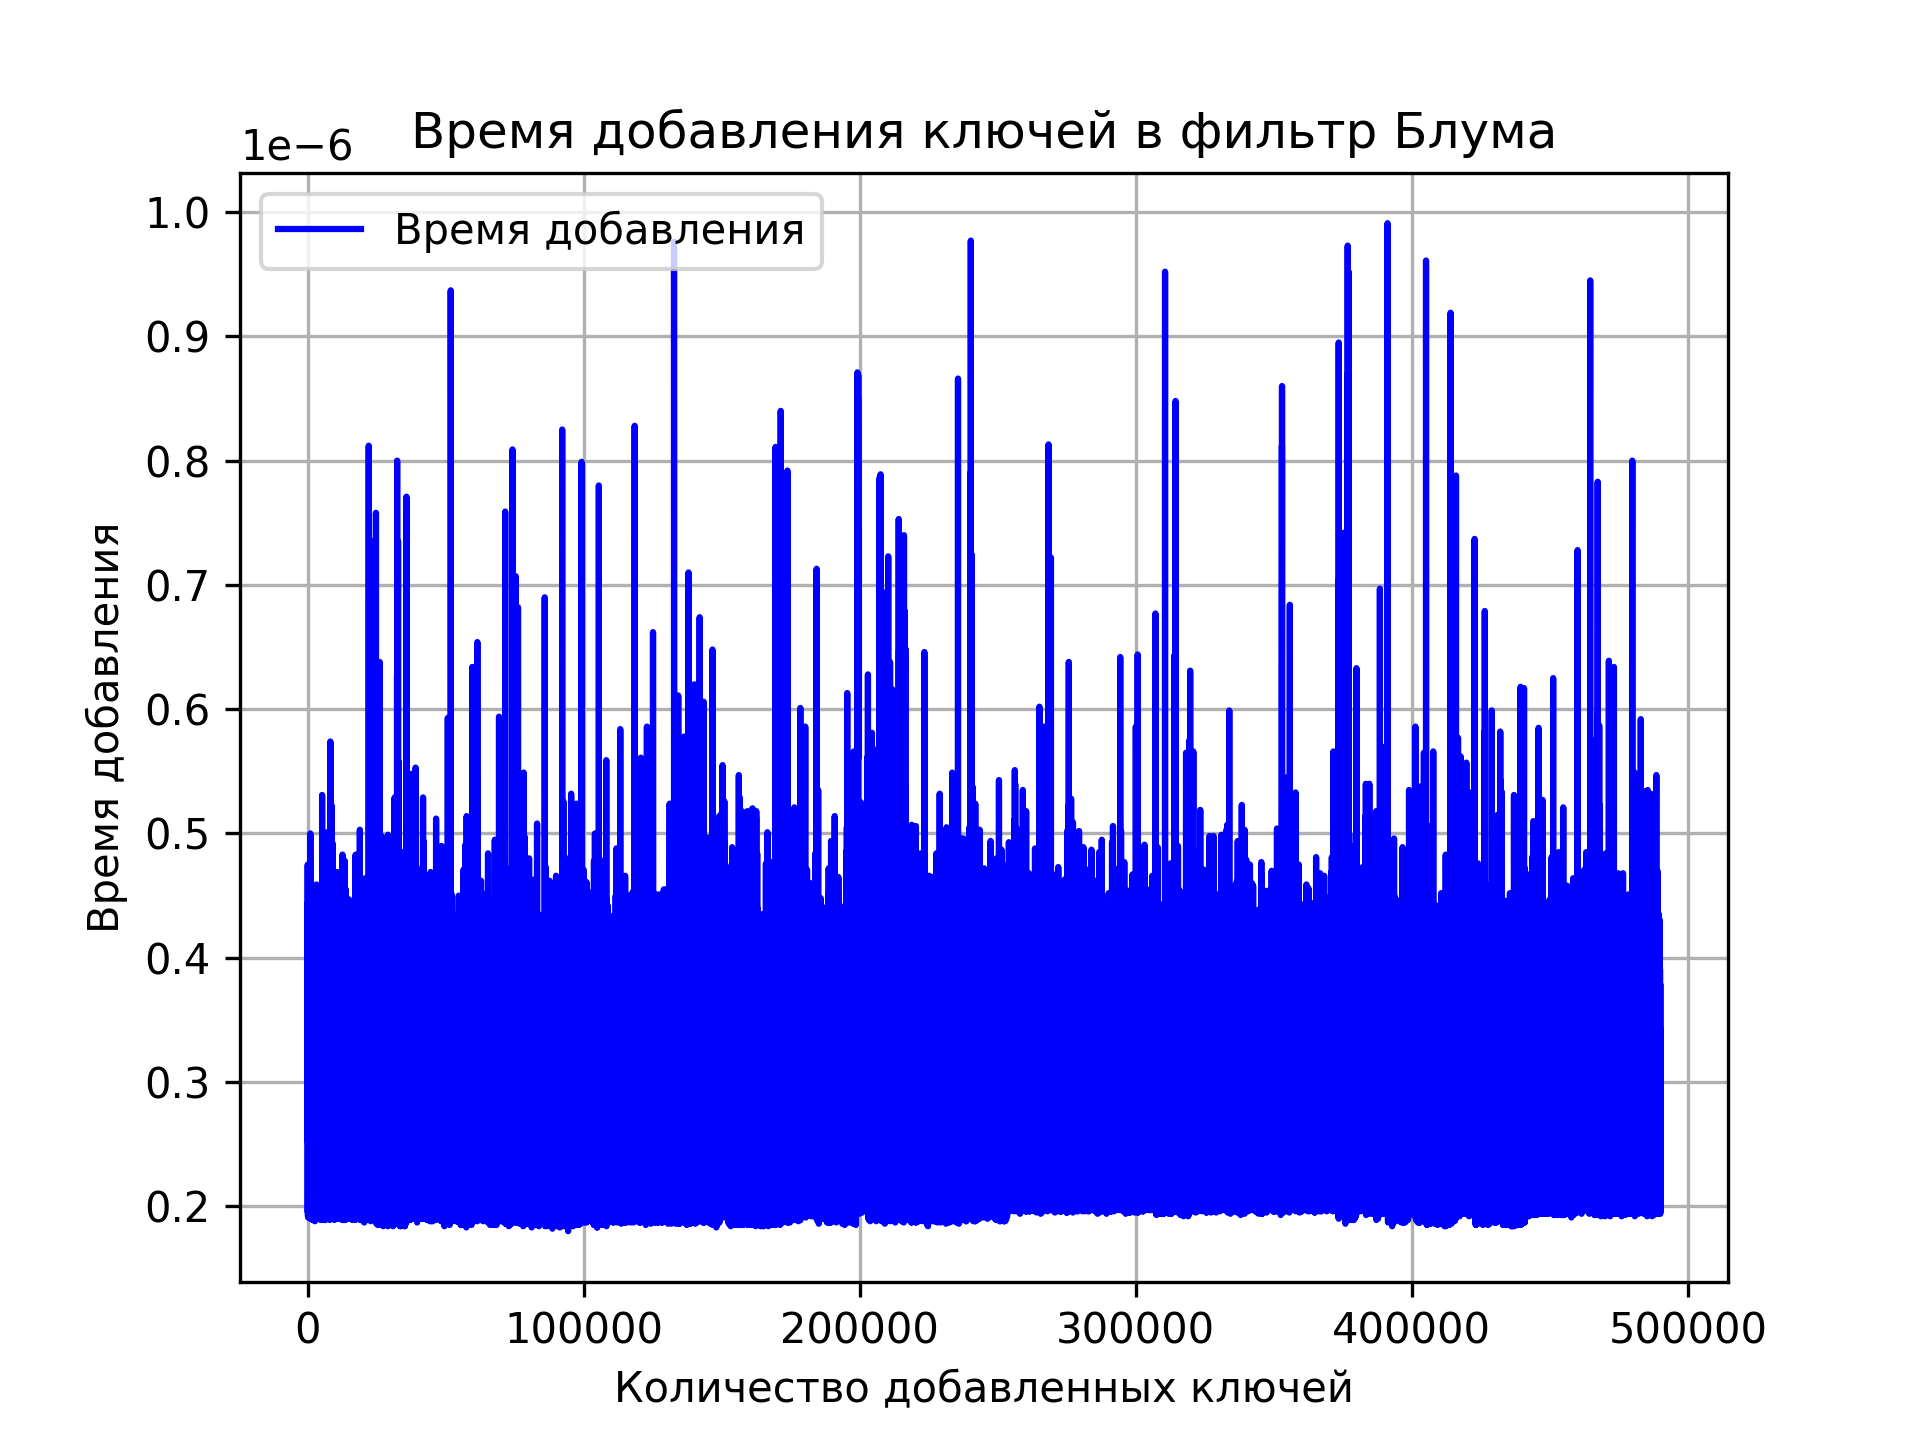 Время добавления ключей в фильтр Блума
1e−6
Время добавления
1.0
0.9
0.8
0.7
0.6
0.5
0.4
0.3
0.2
Время добавления
0 100000 200000 300000 400000 500000
Количество добавленных ключей